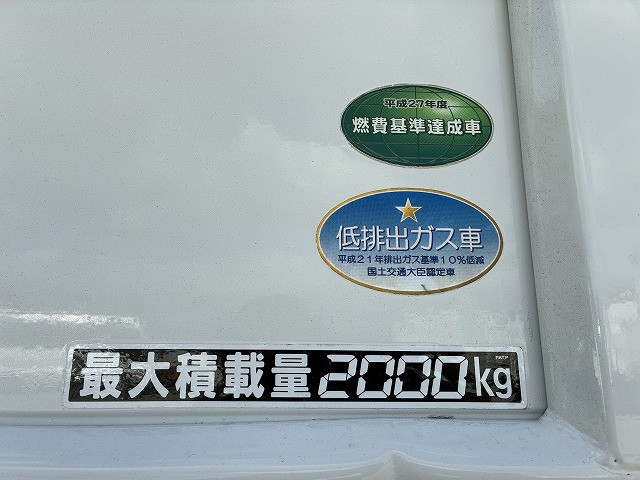 平成27年度
燃費基準達成車
低排出ガス車
平成21年排出ガス基準10%低減
国土交通大臣認定車
PAT.P
最大積載量2000kg